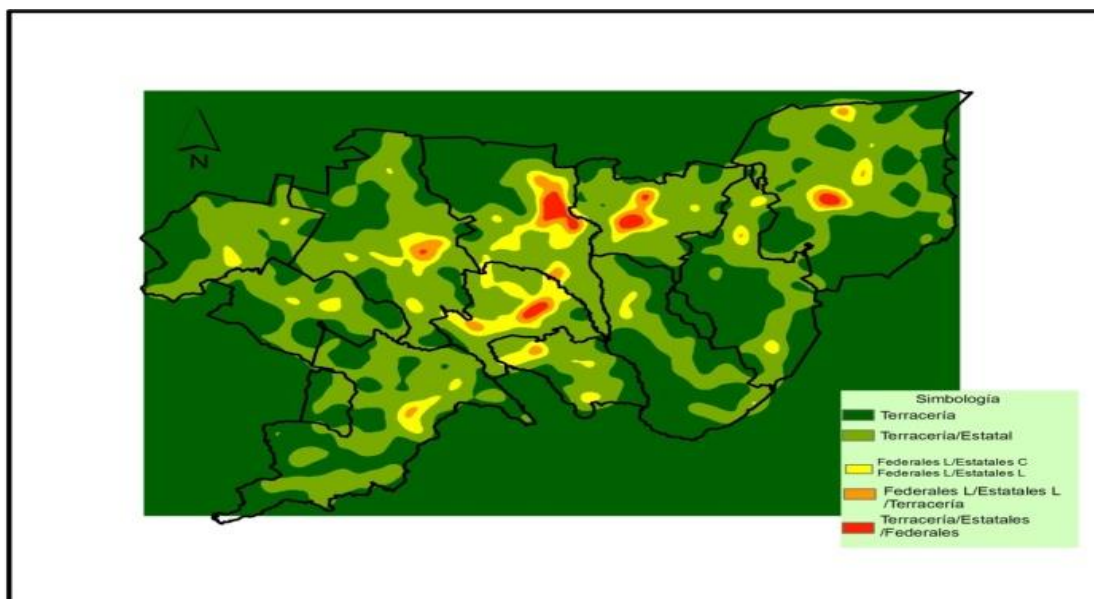 N
Simbología
Terracería
Terracería/Estatal
Federales L/Estatales C
Federales L/Estatales L
Federales L/Estatales L
/Terracería
Terracería/Estatales
/Federales